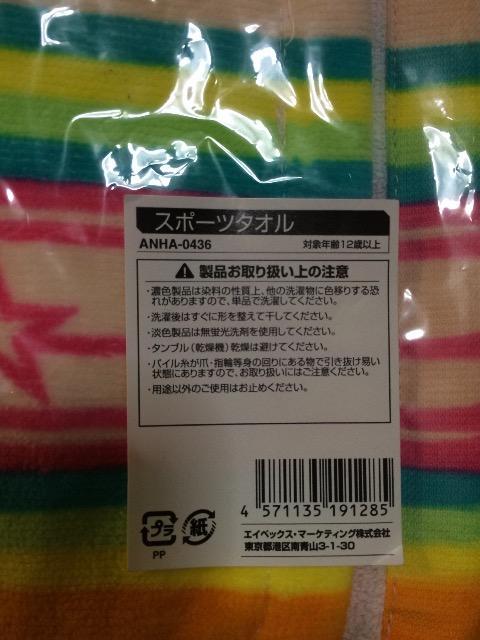 スポーツタオル
ANHA-0436 対象年齢12歳以上
⚠ 製品お取り扱い上の注意
・濃色製品は染料の性質上、他の洗濯物に色移りする恐
れがありますので、単品で洗濯してください。
・洗濯後はすぐに形を整えて干してください。
・淡色製品は無蛍光洗剤を使用してください。
・タンブル(乾燥機)乾燥は避けてください。
・パイル糸が爪・指輪等身の回りにある物で引き抜け易い
状態にありますので、お取り扱いにはご注意ください。
・用途以外のご使用はお止めください。
4 571135 191285
プラ 紙
PP
エイベックス・マーケティング株式会社
東京都港区南青山3-1-30